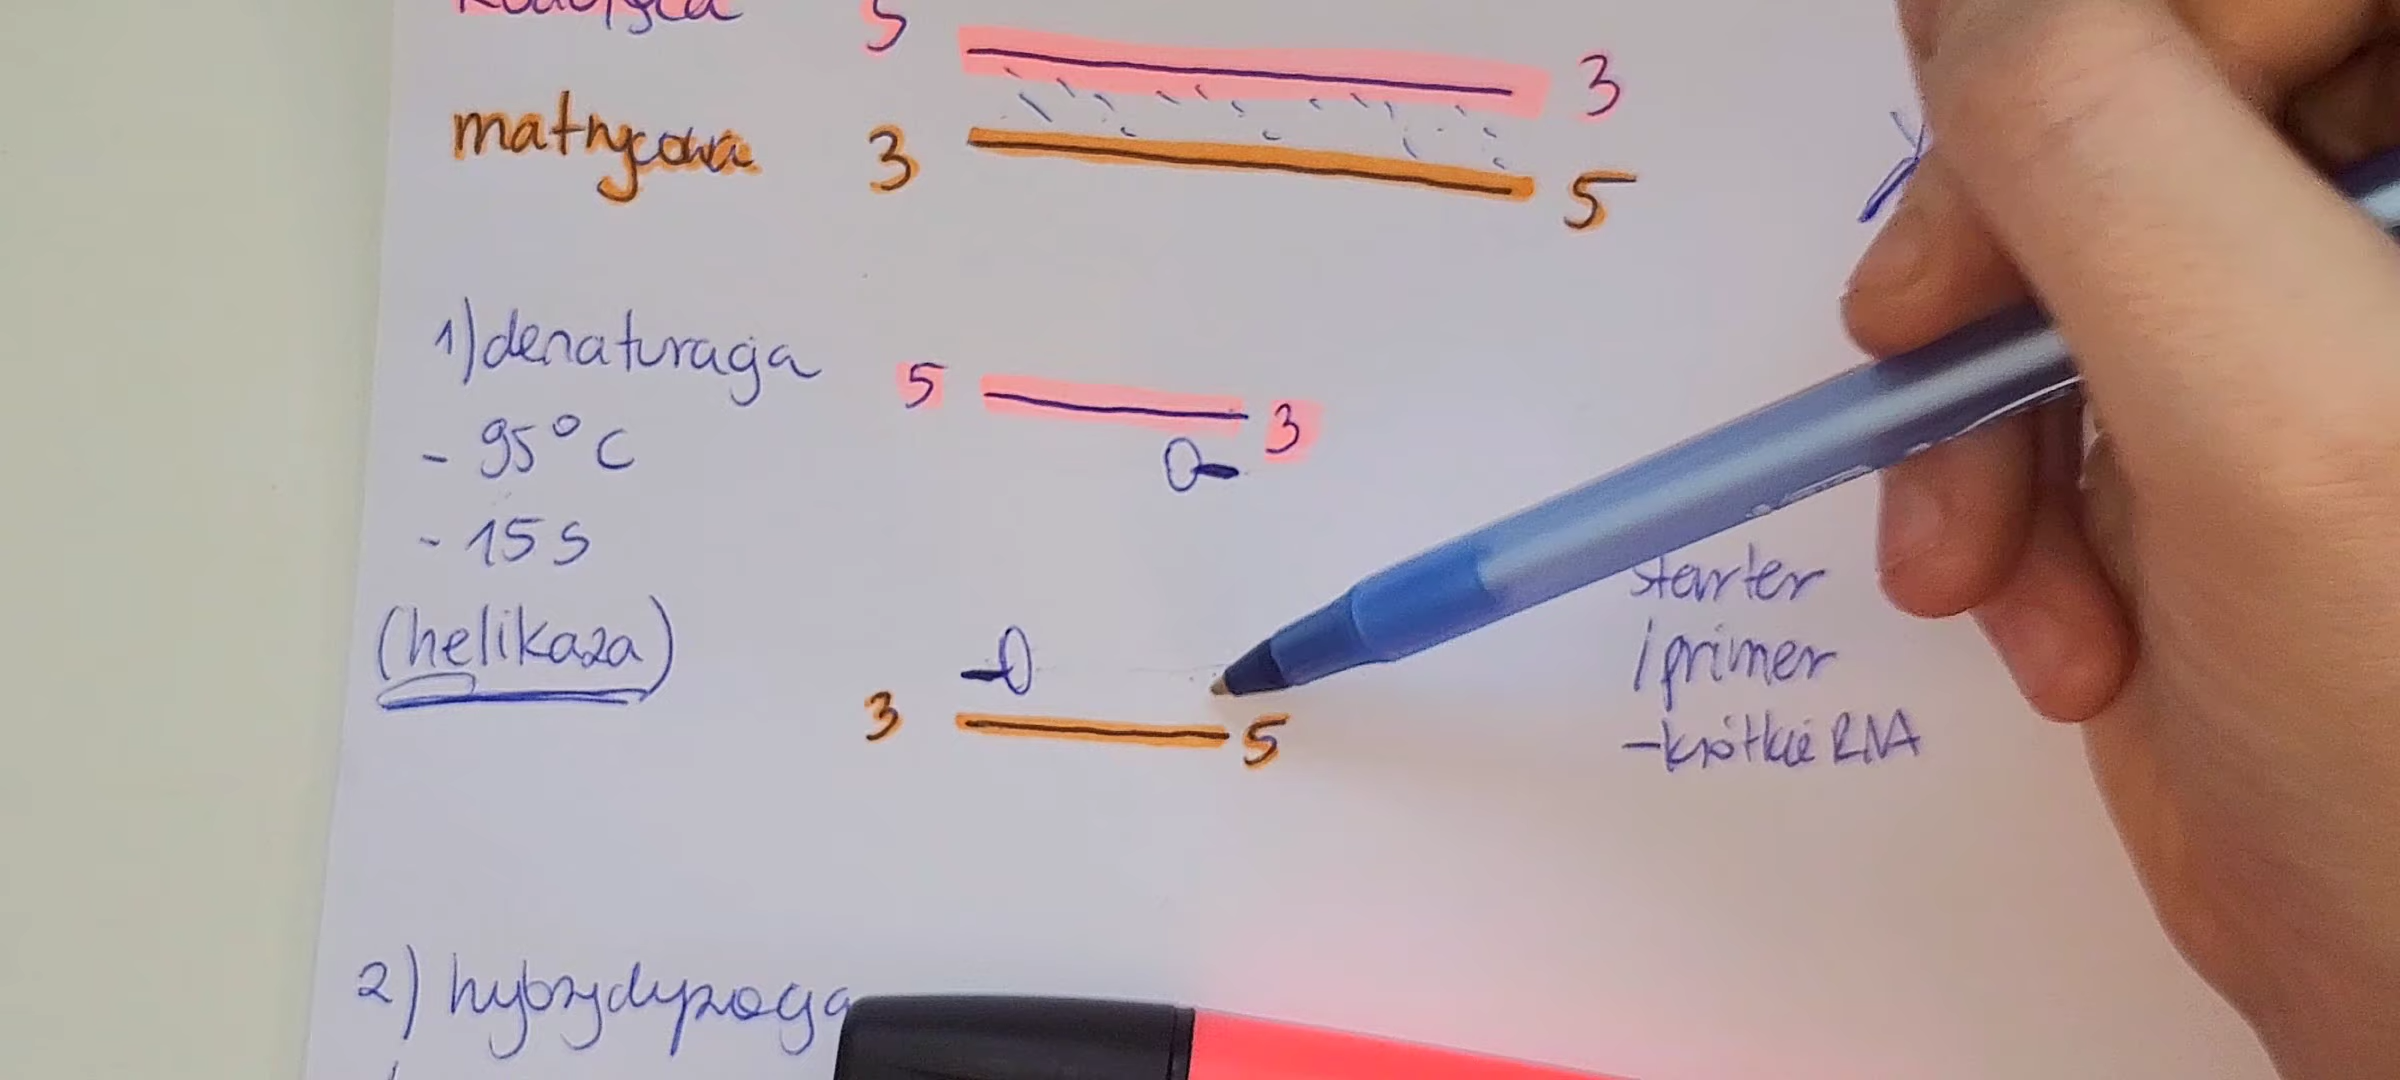 kodująca 5 3
matrycowa 3 5
1) denaturacja 5 3
- 95°C
- 15 s
(helikaza)
3 5
starter
/primer
- krótkie RNA
2) hybrydyzacja